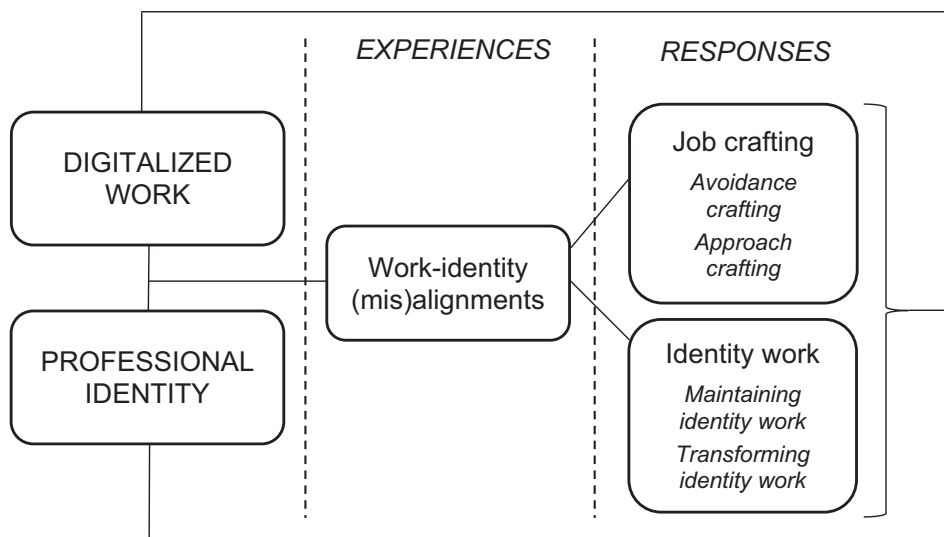 EXPERIENCES
RESPONSES
DIGITALIZED
WORK
PROFESSIONAL
IDENTITY
Work-identity
(mis)alignments
Job crafting
Avoidance
crafting
Approach
crafting
Identity work
Maintaining
identity work
Transforming
identity work